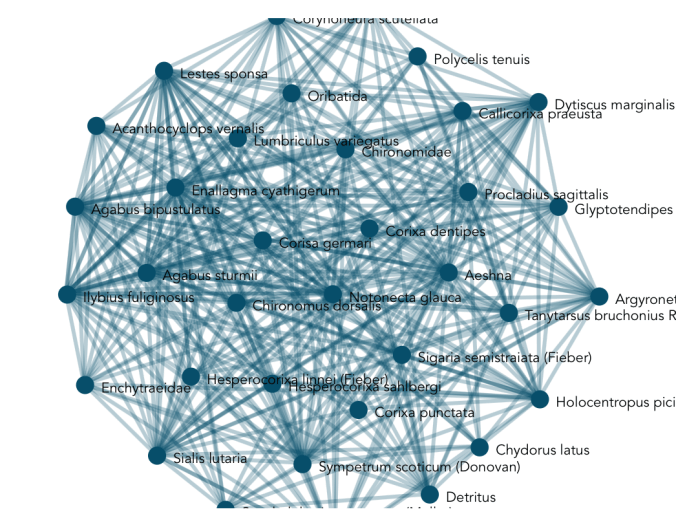 Corynoneura scutellata
Polycelis tenuis
Lestes sponsa
Oribatida
Dytiscus marginalis
Callicorixa praeusta
Acanthocyclops vernalis
Lumbriculus variegatus
Chironomidae
Enallagma cyathigerum
Procladius sagittalis
Agabus bipustulatus
Glyptotendipes
Corixa dentipes
Corisa germari
Agabus sturmii
Aeshna
Ilybius fuliginosus
Notonecta glauca
Argyronet
Chironomus dorsalis
Tanytarsus bruchonius R
Sigaria semistraiata (Fieber)
Hesperocorixa linnei (Fieber)
Enchytraeidae
Hesperocorixa sahlbergi
Holocentropus pici
Corixa punctata
Chydorus latus
Sialis lutaria
Sympetrum scoticum (Donovan)
Detritus